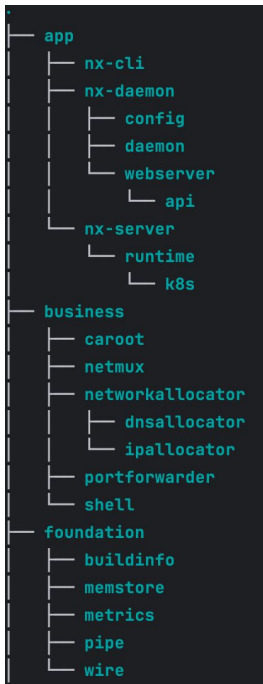 .
├── app
│   ├── nx-cli
│   ├── nx-daemon
│   │   ├── config
│   │   ├── daemon
│   │   └── webserver
│   │       └── api
│   └── nx-server
│       └── runtime
│           └── k8s
├── business
│   ├── caroot
│   ├── netmux
│   ├── networkallocator
│   │   ├── dnsallocator
│   │   └── ipallocator
│   ├── portforwarder
│   └── shell
├── foundation
│   ├── buildinfo
│   ├── memstore
│   ├── metrics
│   ├── pipe
│   └── wire